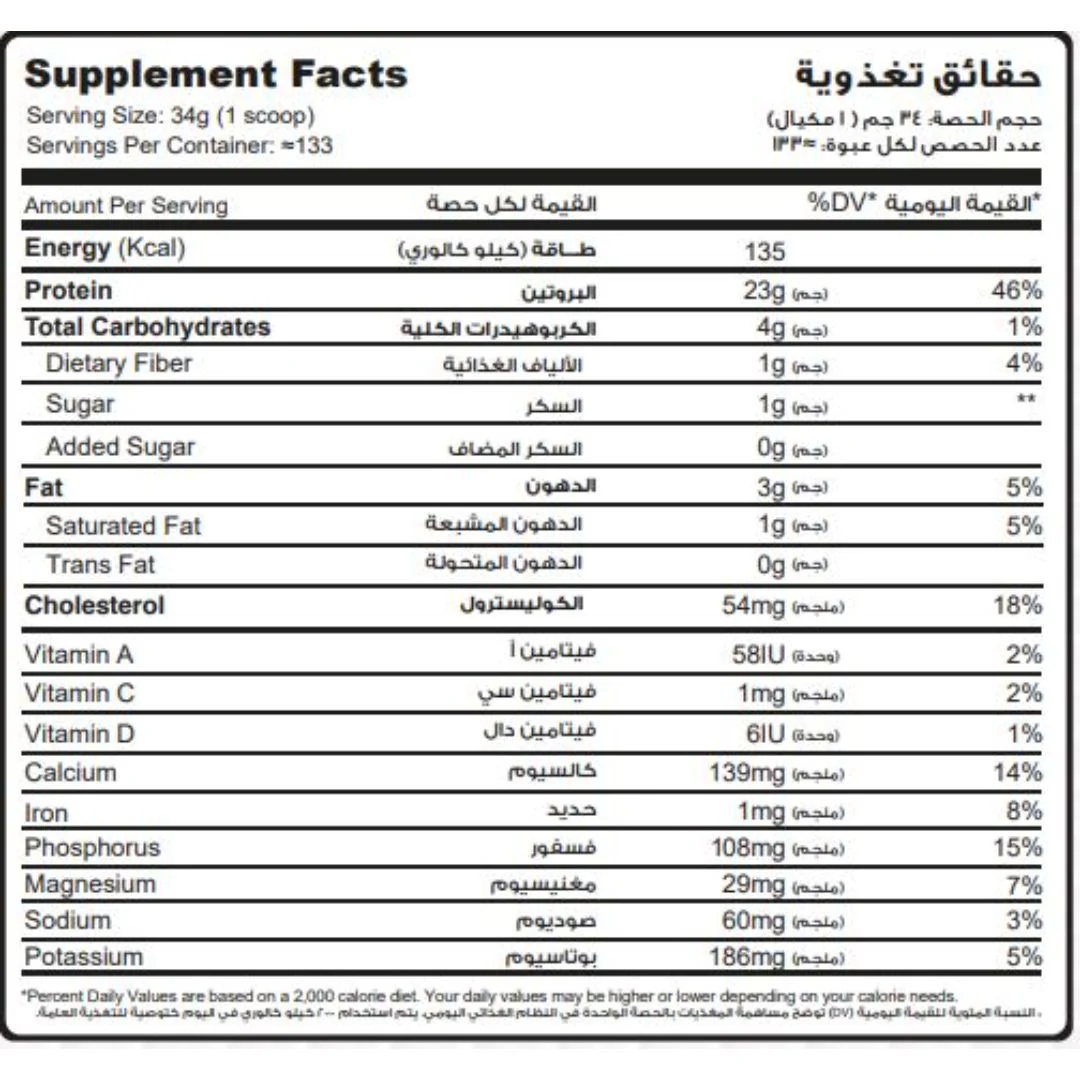 Supplement Facts حقائق تغذوية
Serving Size: 34g (1 scoop) حجم الحصة: ٣٤ جم (١ مكيال)
Servings Per Container: ≈133 عدد الحصص لكل عبوة: ≈١٣٣
Amount Per Serving القيمة لكل حصة %DV* القيمة اليومية*
Energy (Kcal) طاقة (كيلو كالوري) 135
Protein البروتين 23g (جم) 46%
Total Carbohydrates الكربوهيدرات الكلية 4g (جم) 1%
Dietary Fiber الألياف الغذائية 1g (جم) 4%
Sugar السكر 1g (جم) **
Added Sugar السكر المضاف 0g (جم)
Fat الدهون 3g (جم) 5%
Saturated Fat الدهون المشبعة 1g (جم) 5%
Trans Fat الدهون المتحولة 0g (جم)
Cholesterol الكوليسترول 54mg (ملجم) 18%
Vitamin A فيتامين أ 58IU (وحدة) 2%
Vitamin C فيتامين سي 1mg (ملجم) 2%
Vitamin D فيتامين دال 6IU (وحدة) 1%
Calcium كالسيوم 139mg (ملجم) 14%
Iron حديد 1mg (ملجم) 8%
Phosphorus فسفور 108mg (ملجم) 15%
Magnesium مغنيسيوم 29mg (ملجم) 7%
Sodium صوديوم 60mg (ملجم) 3%
Potassium بوتاسيوم 186mg (ملجم) 5%
*Percent Daily Values are based on a 2,000 calorie diet. Your daily values may be higher or lower depending on your calorie needs.
* النسبة المئوية للقيمة اليومية (DV) توضح مساهمة المغذيات بالحصة الواحدة في النظام الغذائي اليومي. يتم استخدام ٢٠٠٠ كيلو كالوري في اليوم كتوصية للتغذية العامة.